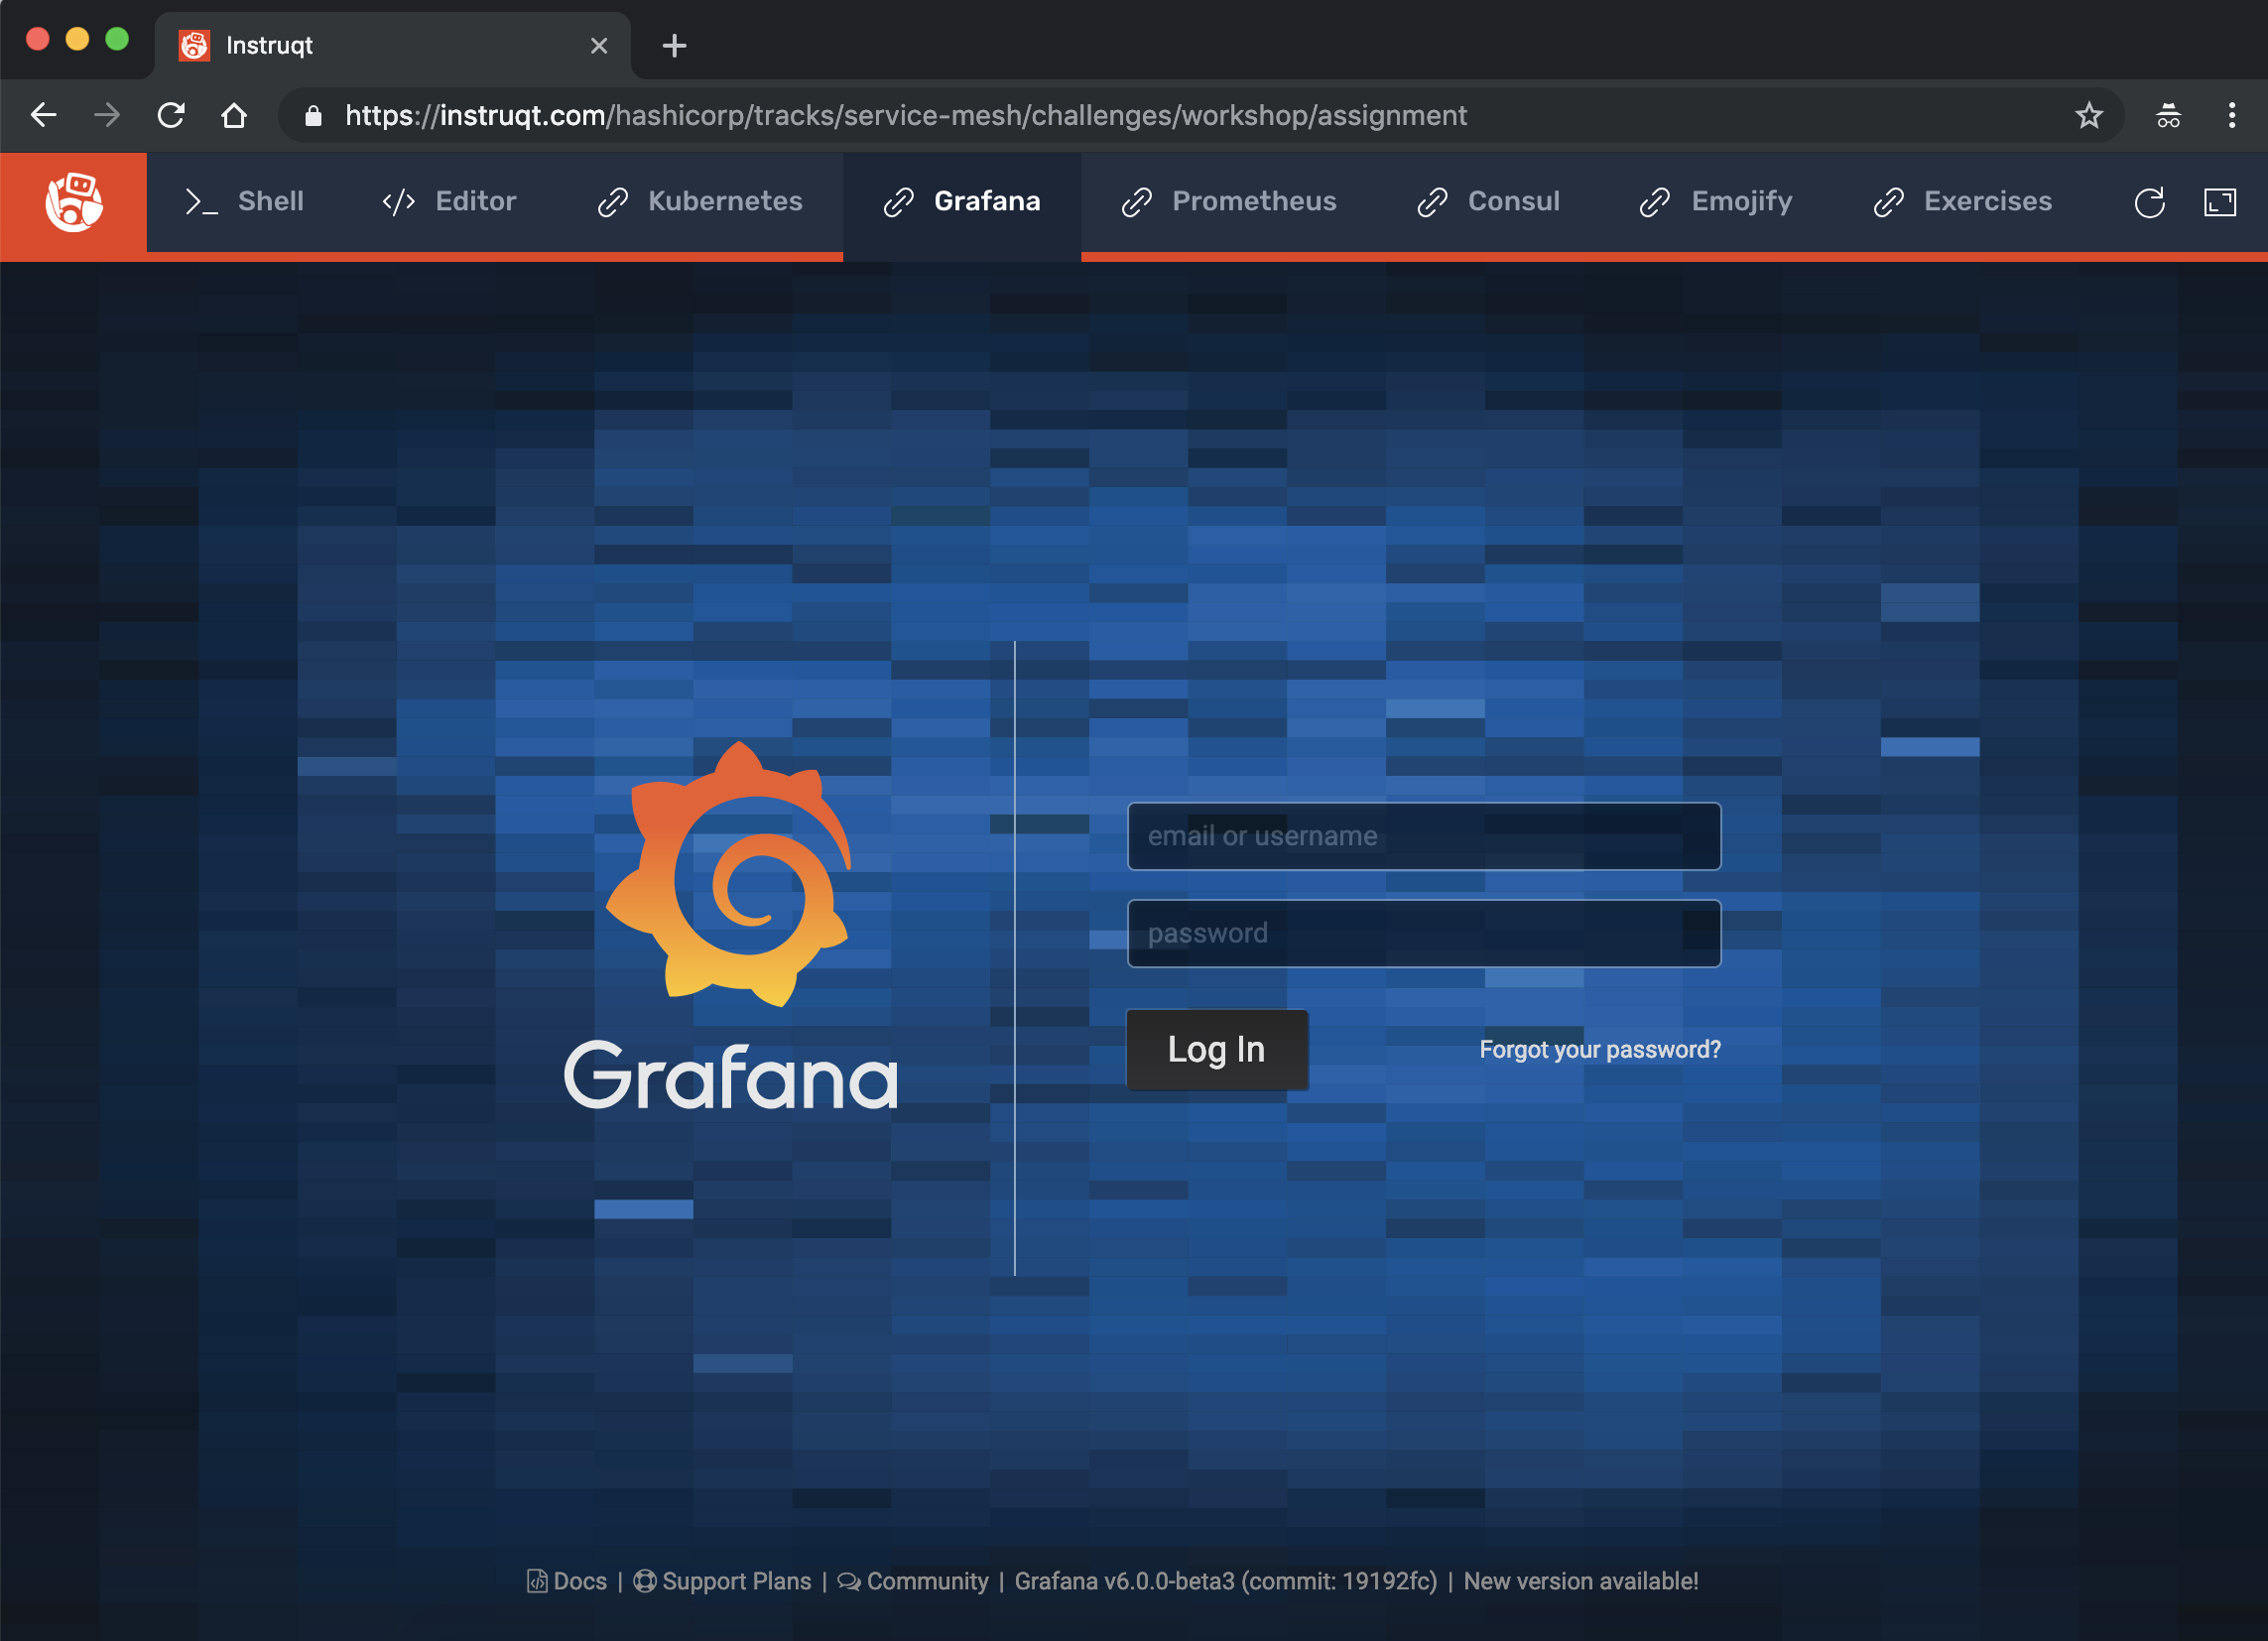 Instruqt
https://instruqt.com/hashicorp/tracks/service-mesh/challenges/workshop/assignment
Shell Editor Kubernetes Grafana Prometheus Consul Emojify Exercises
email or username
password
Log In Forgot your password?
Grafana
Docs | Support Plans | Community | Grafana v6.0.0-beta3 (commit: 19192fc) | New version available!